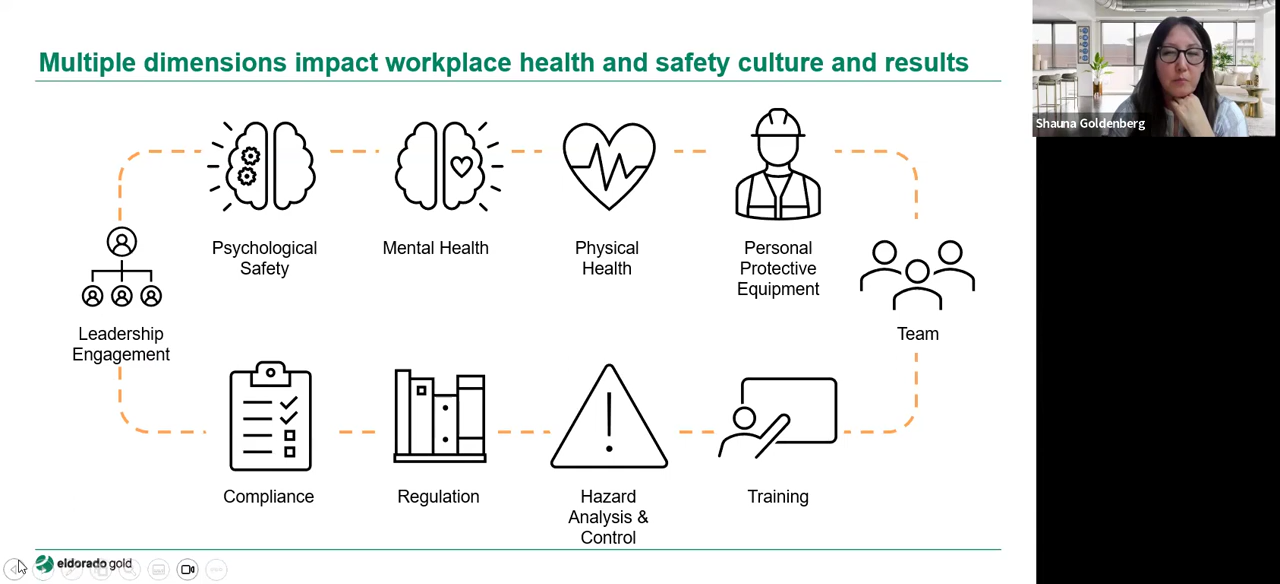 Multiple dimensions impact workplace health and safety culture and results
Shauna Goldenberg
Psychological
Safety
Mental Health
Physical
Health
Personal
Protective
Equipment
Leadership
Engagement
Team
Compliance
Regulation
Hazard
Analysis &
Control
Training
eldorado gold